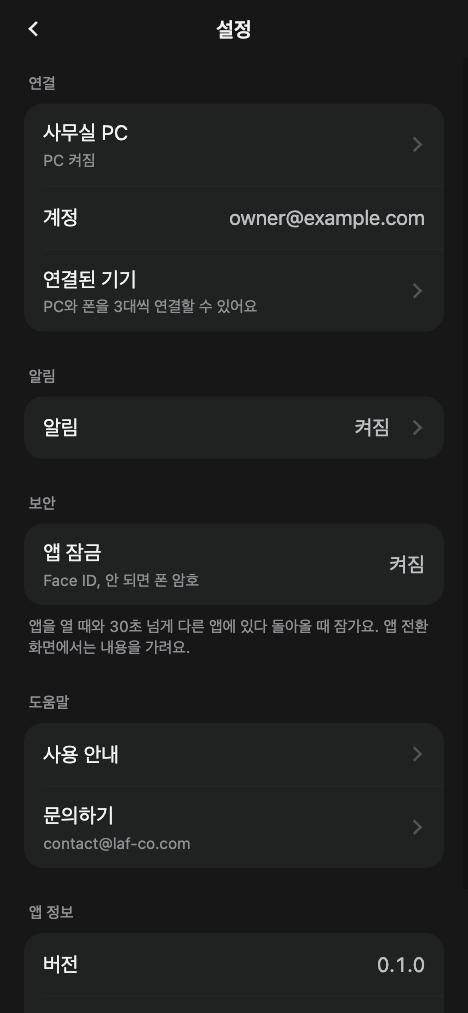 설정
연결
사무실 PC
PC 켜짐
계정
owner@example.com
연결된 기기
PC와 폰을 3대씩 연결할 수 있어요
알림
알림
켜짐
보안
앱 잠금
Face ID, 안 되면 폰 암호
켜짐
앱을 열 때와 30초 넘게 다른 앱에 있다 돌아올 때 잠가요. 앱 전환
화면에서는 내용을 가려요.
도움말
사용 안내
문의하기
contact@laf-co.com
앱 정보
버전
0.1.0